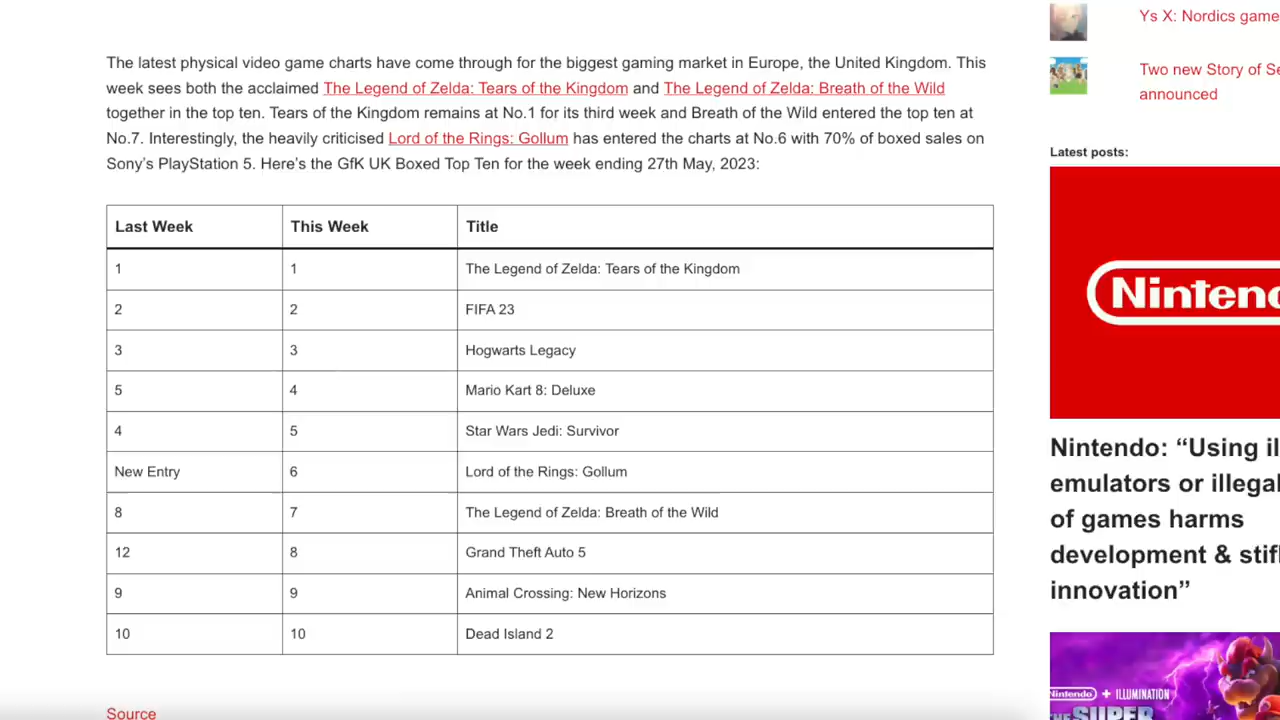 The latest physical video game charts have come through for the biggest gaming market in Europe, the United Kingdom. This
week sees both the acclaimed The Legend of Zelda: Tears of the Kingdom and The Legend of Zelda: Breath of the Wild
together in the top ten. Tears of the Kingdom remains at No.1 for its third week and Breath of the Wild entered the top ten at
No.7. Interestingly, the heavily criticised Lord of the Rings: Gollum has entered the charts at No.6 with 70% of boxed sales on
Sony’s PlayStation 5. Here’s the GfK UK Boxed Top Ten for the week ending 27th May, 2023:
Last Week This Week Title
1 1 The Legend of Zelda: Tears of the Kingdom
2 2 FIFA 23
3 3 Hogwarts Legacy
5 4 Mario Kart 8: Deluxe
4 5 Star Wars Jedi: Survivor
New Entry 6 Lord of the Rings: Gollum
8 7 The Legend of Zelda: Breath of the Wild
12 8 Grand Theft Auto 5
9 9 Animal Crossing: New Horizons
10 10 Dead Island 2
Source
Ys X: Nordics game
Two new Story of Se
announced
Latest posts:
Ninten
Nintendo: “Using il
emulators or illegal
of games harms
development & stif
innovation”
Nintendo + ILLUMINATION
THE SUPER